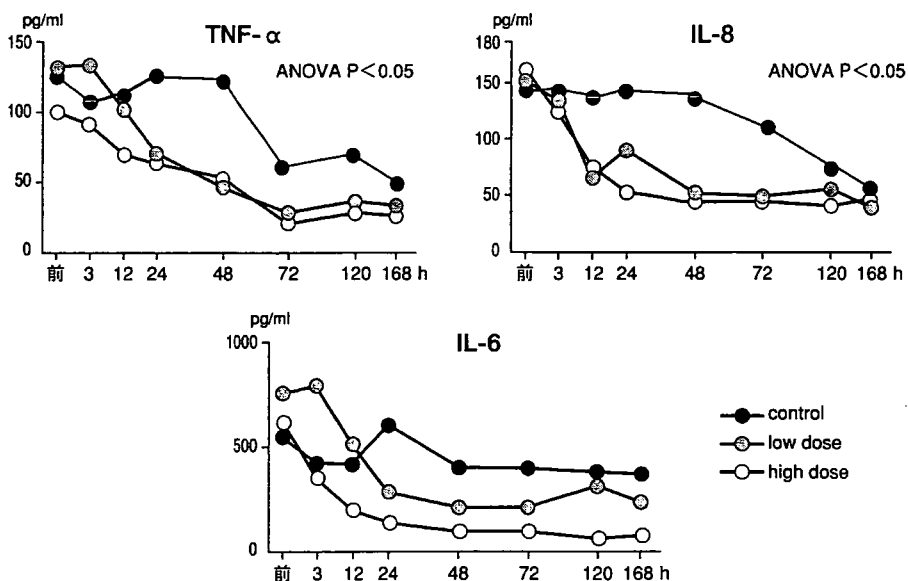 pg/ml
TNF-α
150
ANOVA P<0.05
100
50
0
前 3 12 24 48 72 120 168 h
pg/ml
IL-8
180
ANOVA P<0.05
150
100
50
0
前 3 12 24 48 72 120 168 h
pg/ml
IL-6
1000
500
0
前 3 12 24 48 72 120 168 h
control
low dose
high dose